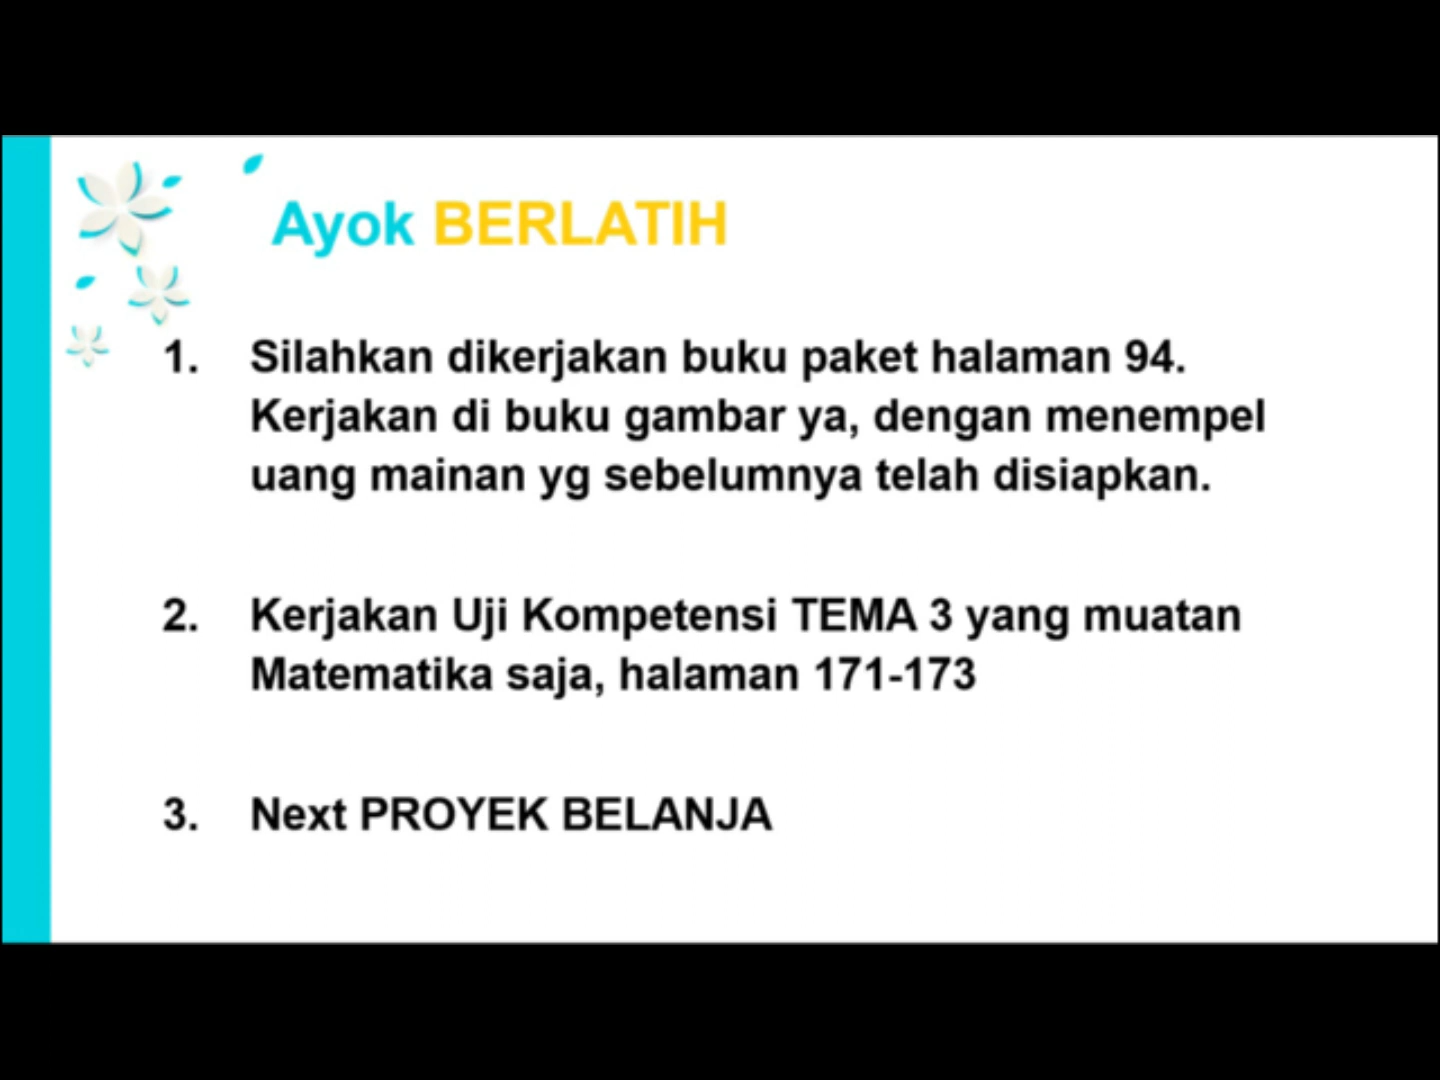 Ayok BERLATIH
1. Silahkan dikerjakan buku paket halaman 94.
Kerjakan di buku gambar ya, dengan menempel
uang mainan yg sebelumnya telah disiapkan.
2. Kerjakan Uji Kompetensi TEMA 3 yang muatan
Matematika saja, halaman 171-173
3. Next PROYEK BELANJA